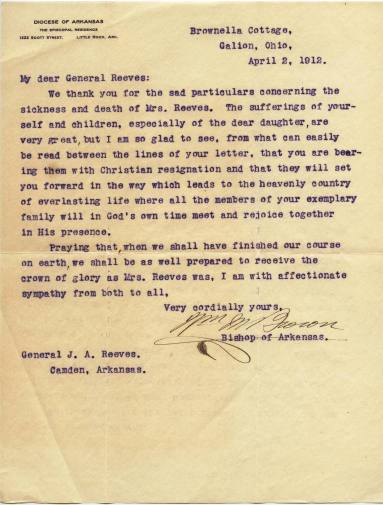 DIOCESE OF ARKANSAS
THE EPISCOPAL RESIDENCE
1222 SCOTT STREET. LITTLE ROCK, ARK.
Brownella Cottage,
Galion, Ohio,
April 2, 1912.
My dear General Reeves:
We thank you for the sad particulars concerning the
sickness and death of Mrs. Reeves. The sufferings of your-
self and children, especially of the dear daughter, are
very great, but I am so glad to see, from what can easily
be read between the lines of your letter, that you are bear-
ing them with Christian resignation and that they will set
you forward in the way which leads to the heavenly country
of everlasting life where all the members of your exemplary
family will in God's own time meet and rejoice together
in His presence.
Praying that, when we shall have finished our course
on earth, we shall be as well prepared to receive the
crown of glory as Mrs. Reeves was, I am with affectionate
sympathy from both to all,
Very cordially yours,
Wm M Brown
Bishop of Arkansas.
General J. A. Reeves.
Camden, Arkansas.